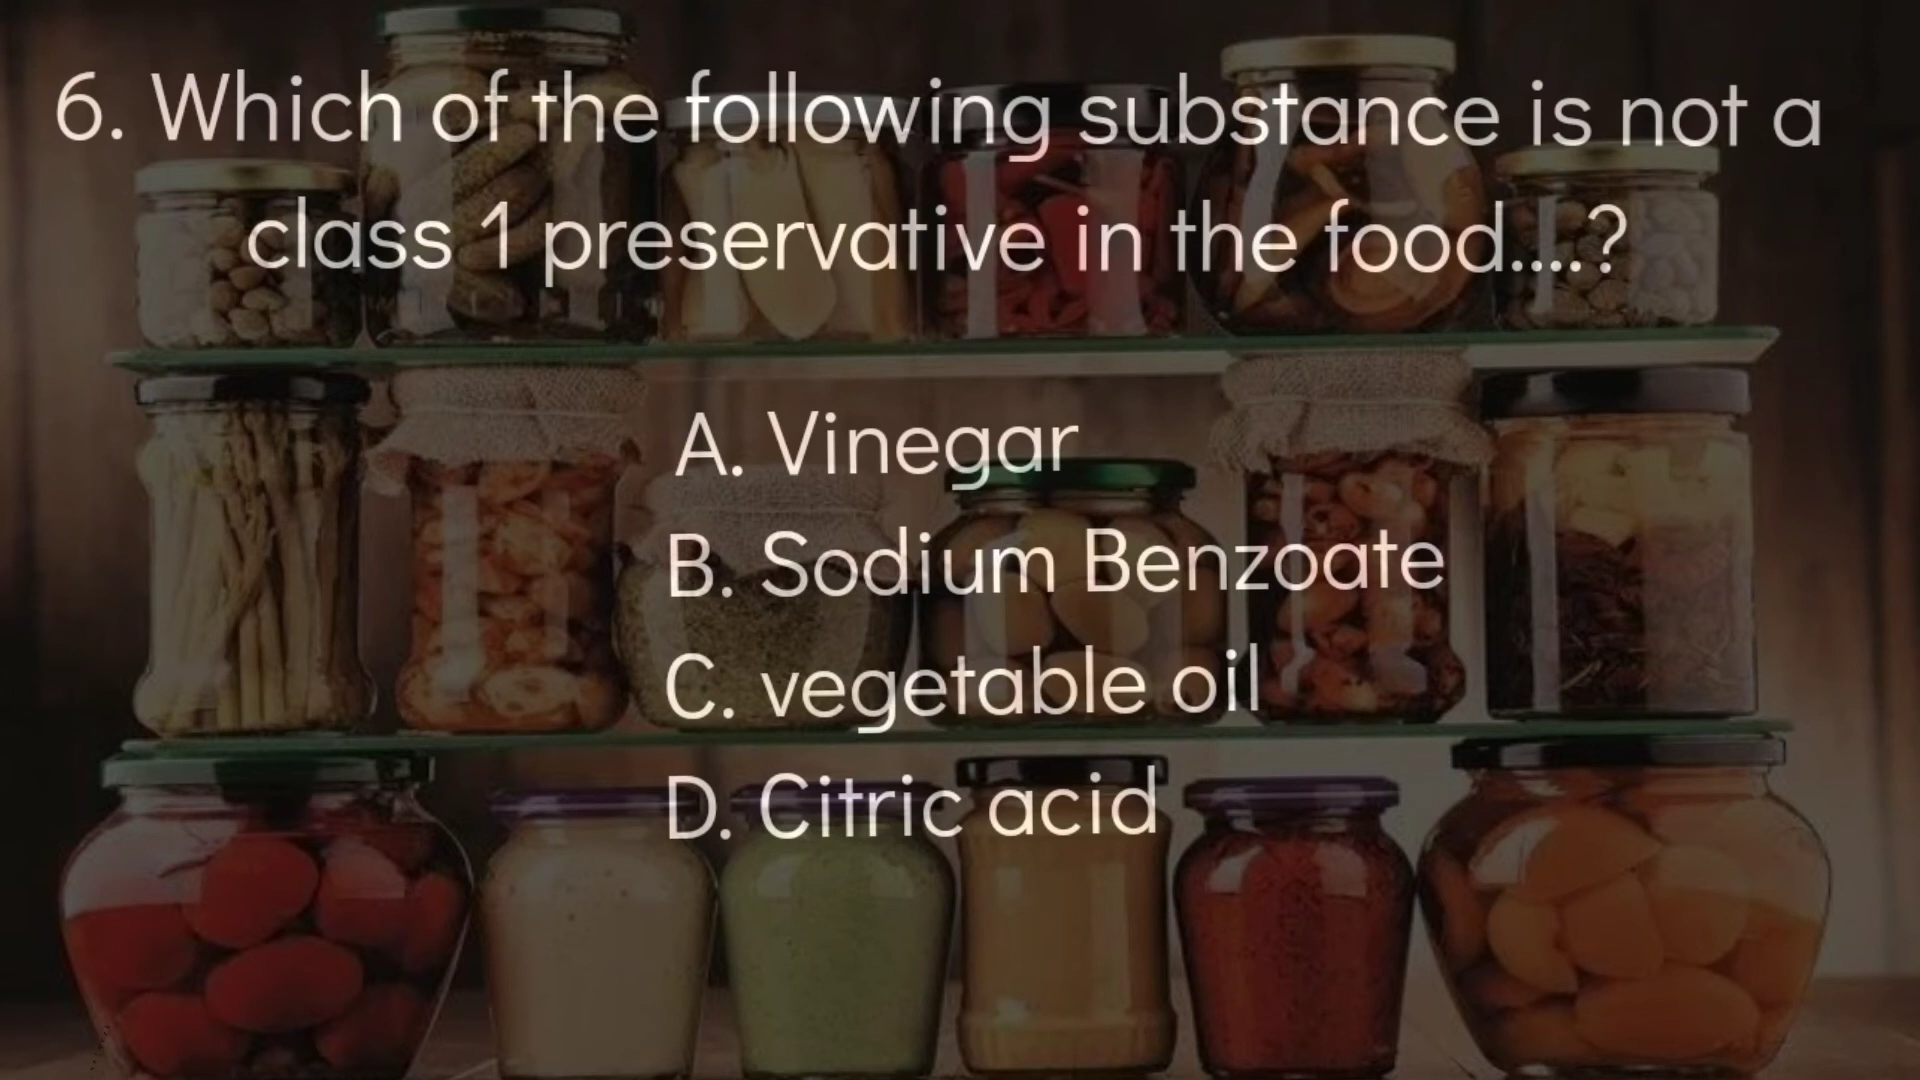 6. Which of the following substance is not a
class 1 preservative in the food....?
A. Vinegar
B. Sodium Benzoate
C. vegetable oil
D. Citric acid